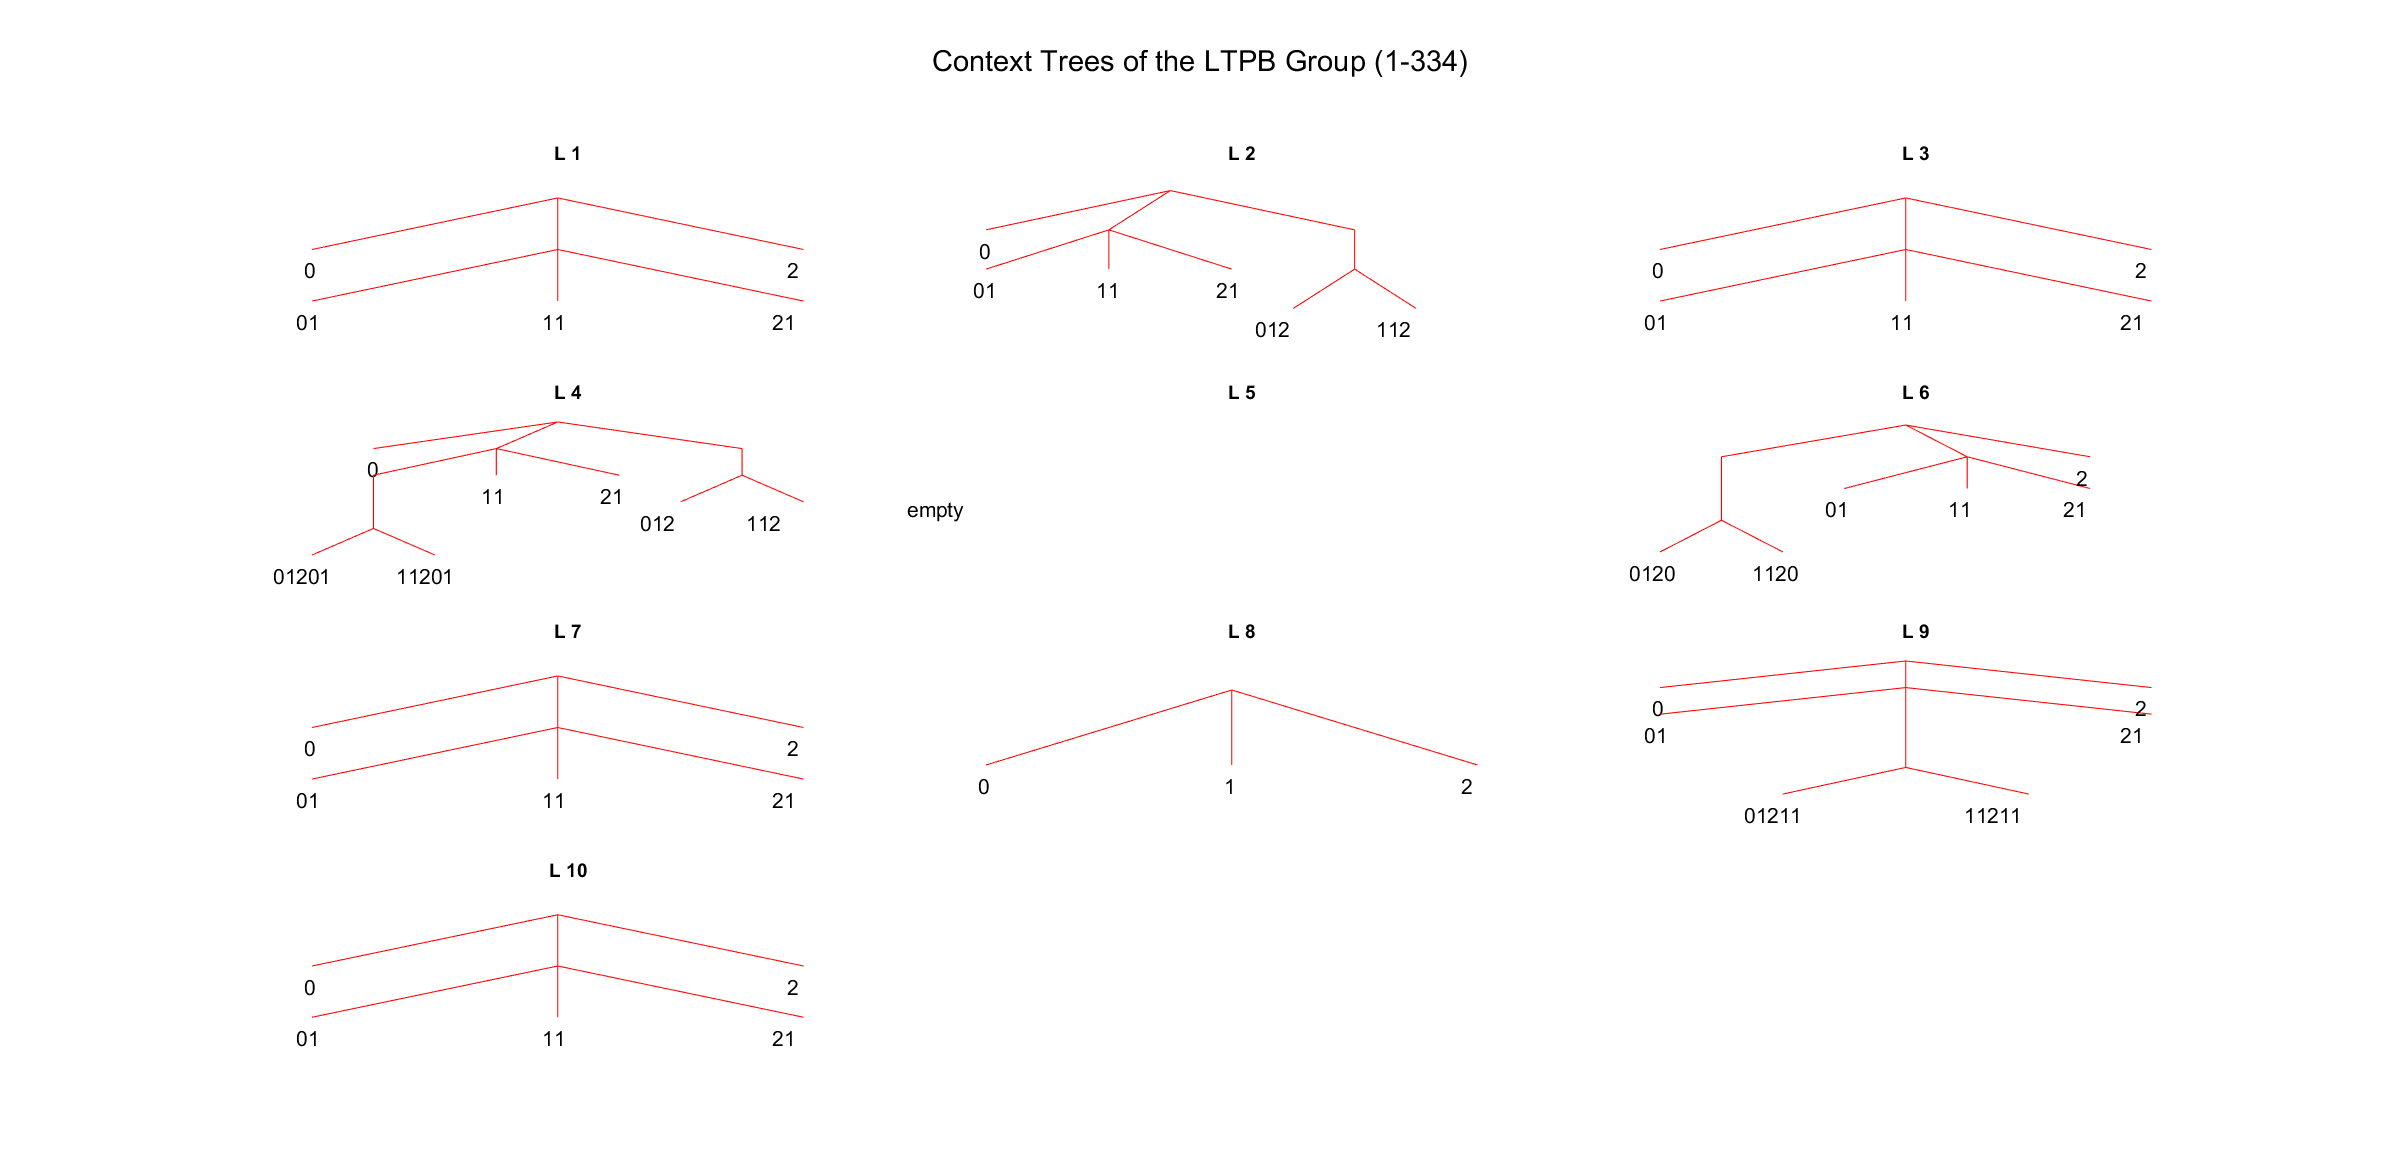 Context Trees of the LTPB Group (1-334)
L 1
0 2
01 11 21
L 2
0
01 11 21
012 112
L 3
0 2
01 11 21
L 4
0
11 21
012 112
01201 11201
L 5
empty
L 6
2
01 11 21
0120 1120
L 7
0 2
01 11 21
L 8
0 1 2
L 9
0 2
01 21
01211 11211
L 10
0 2
01 11 21